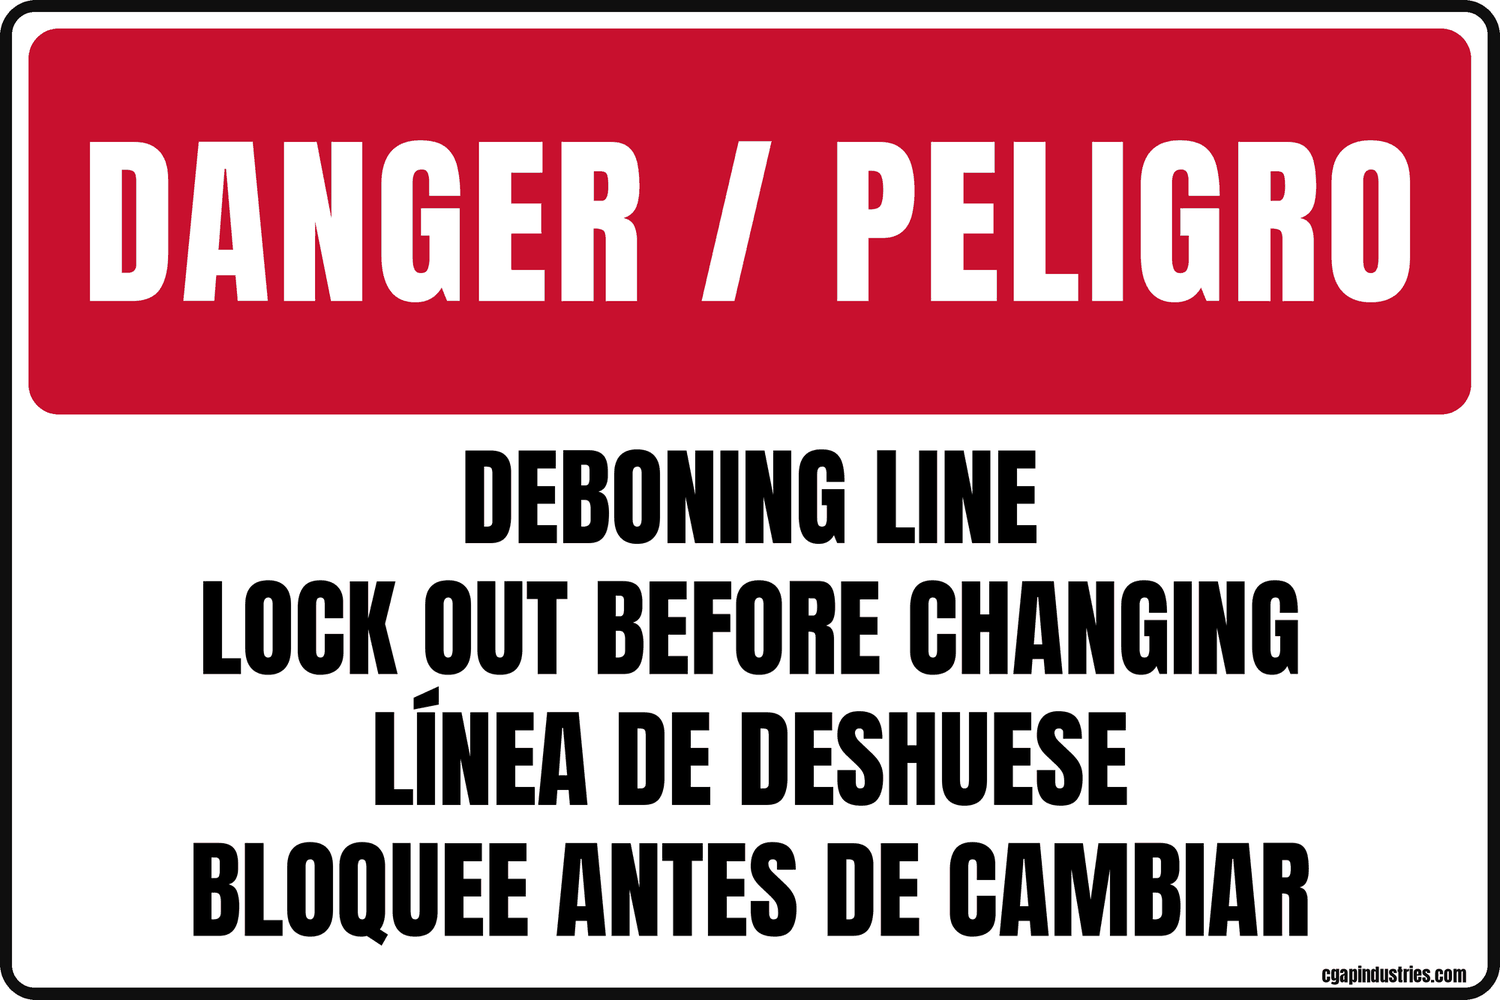 DANGER / PELIGRO
DEBONING LINE
LOCK OUT BEFORE CHANGING
LÍNEA DE DESHUESE
BLOQUEE ANTES DE CAMBIAR
cgapindustries.com